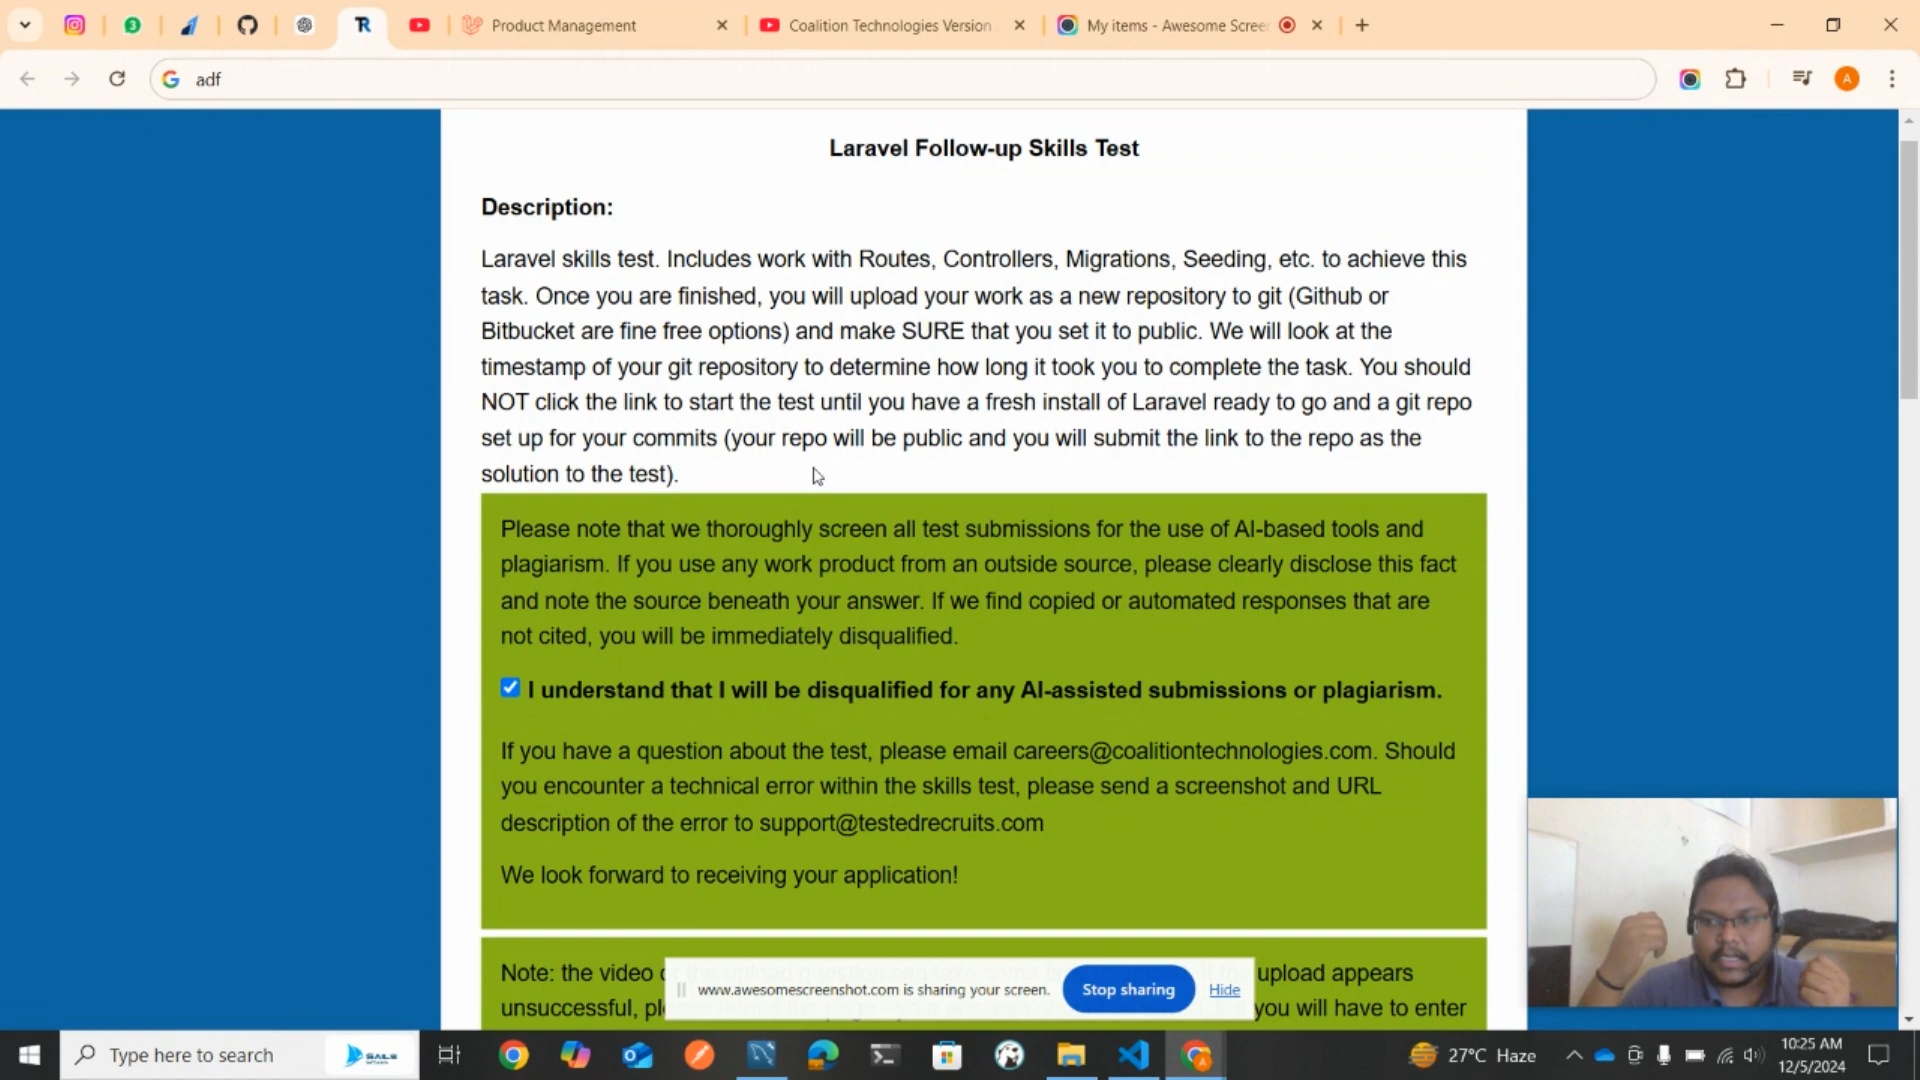 Product Management
Coalition Technologies Version
My items - Awesome Scree
adf
A
Laravel Follow-up Skills Test
Description:
Laravel skills test. Includes work with Routes, Controllers, Migrations, Seeding, etc. to achieve this
task. Once you are finished, you will upload your work as a new repository to git (Github or
Bitbucket are fine free options) and make SURE that you set it to public. We will look at the
timestamp of your git repository to determine how long it took you to complete the task. You should
NOT click the link to start the test until you have a fresh install of Laravel ready to go and a git repo
set up for your commits (your repo will be public and you will submit the link to the repo as the
solution to the test).
Please note that we thoroughly screen all test submissions for the use of AI-based tools and
plagiarism. If you use any work product from an outside source, please clearly disclose this fact
and note the source beneath your answer. If we find copied or automated responses that are
not cited, you will be immediately disqualified.
I understand that I will be disqualified for any AI-assisted submissions or plagiarism.
If you have a question about the test, please email careers@coalitiontechnologies.com. Should
you encounter a technical error within the skills test, please send a screenshot and URL
description of the error to support@testedrecruits.com
We look forward to receiving your application!
Note: the video upload appears
unsuccessful, you will have to enter
www.awesomescreenshot.com is sharing your screen. Stop sharing Hide
Type here to search
27°C Haze
10:25 AM
12/5/2024